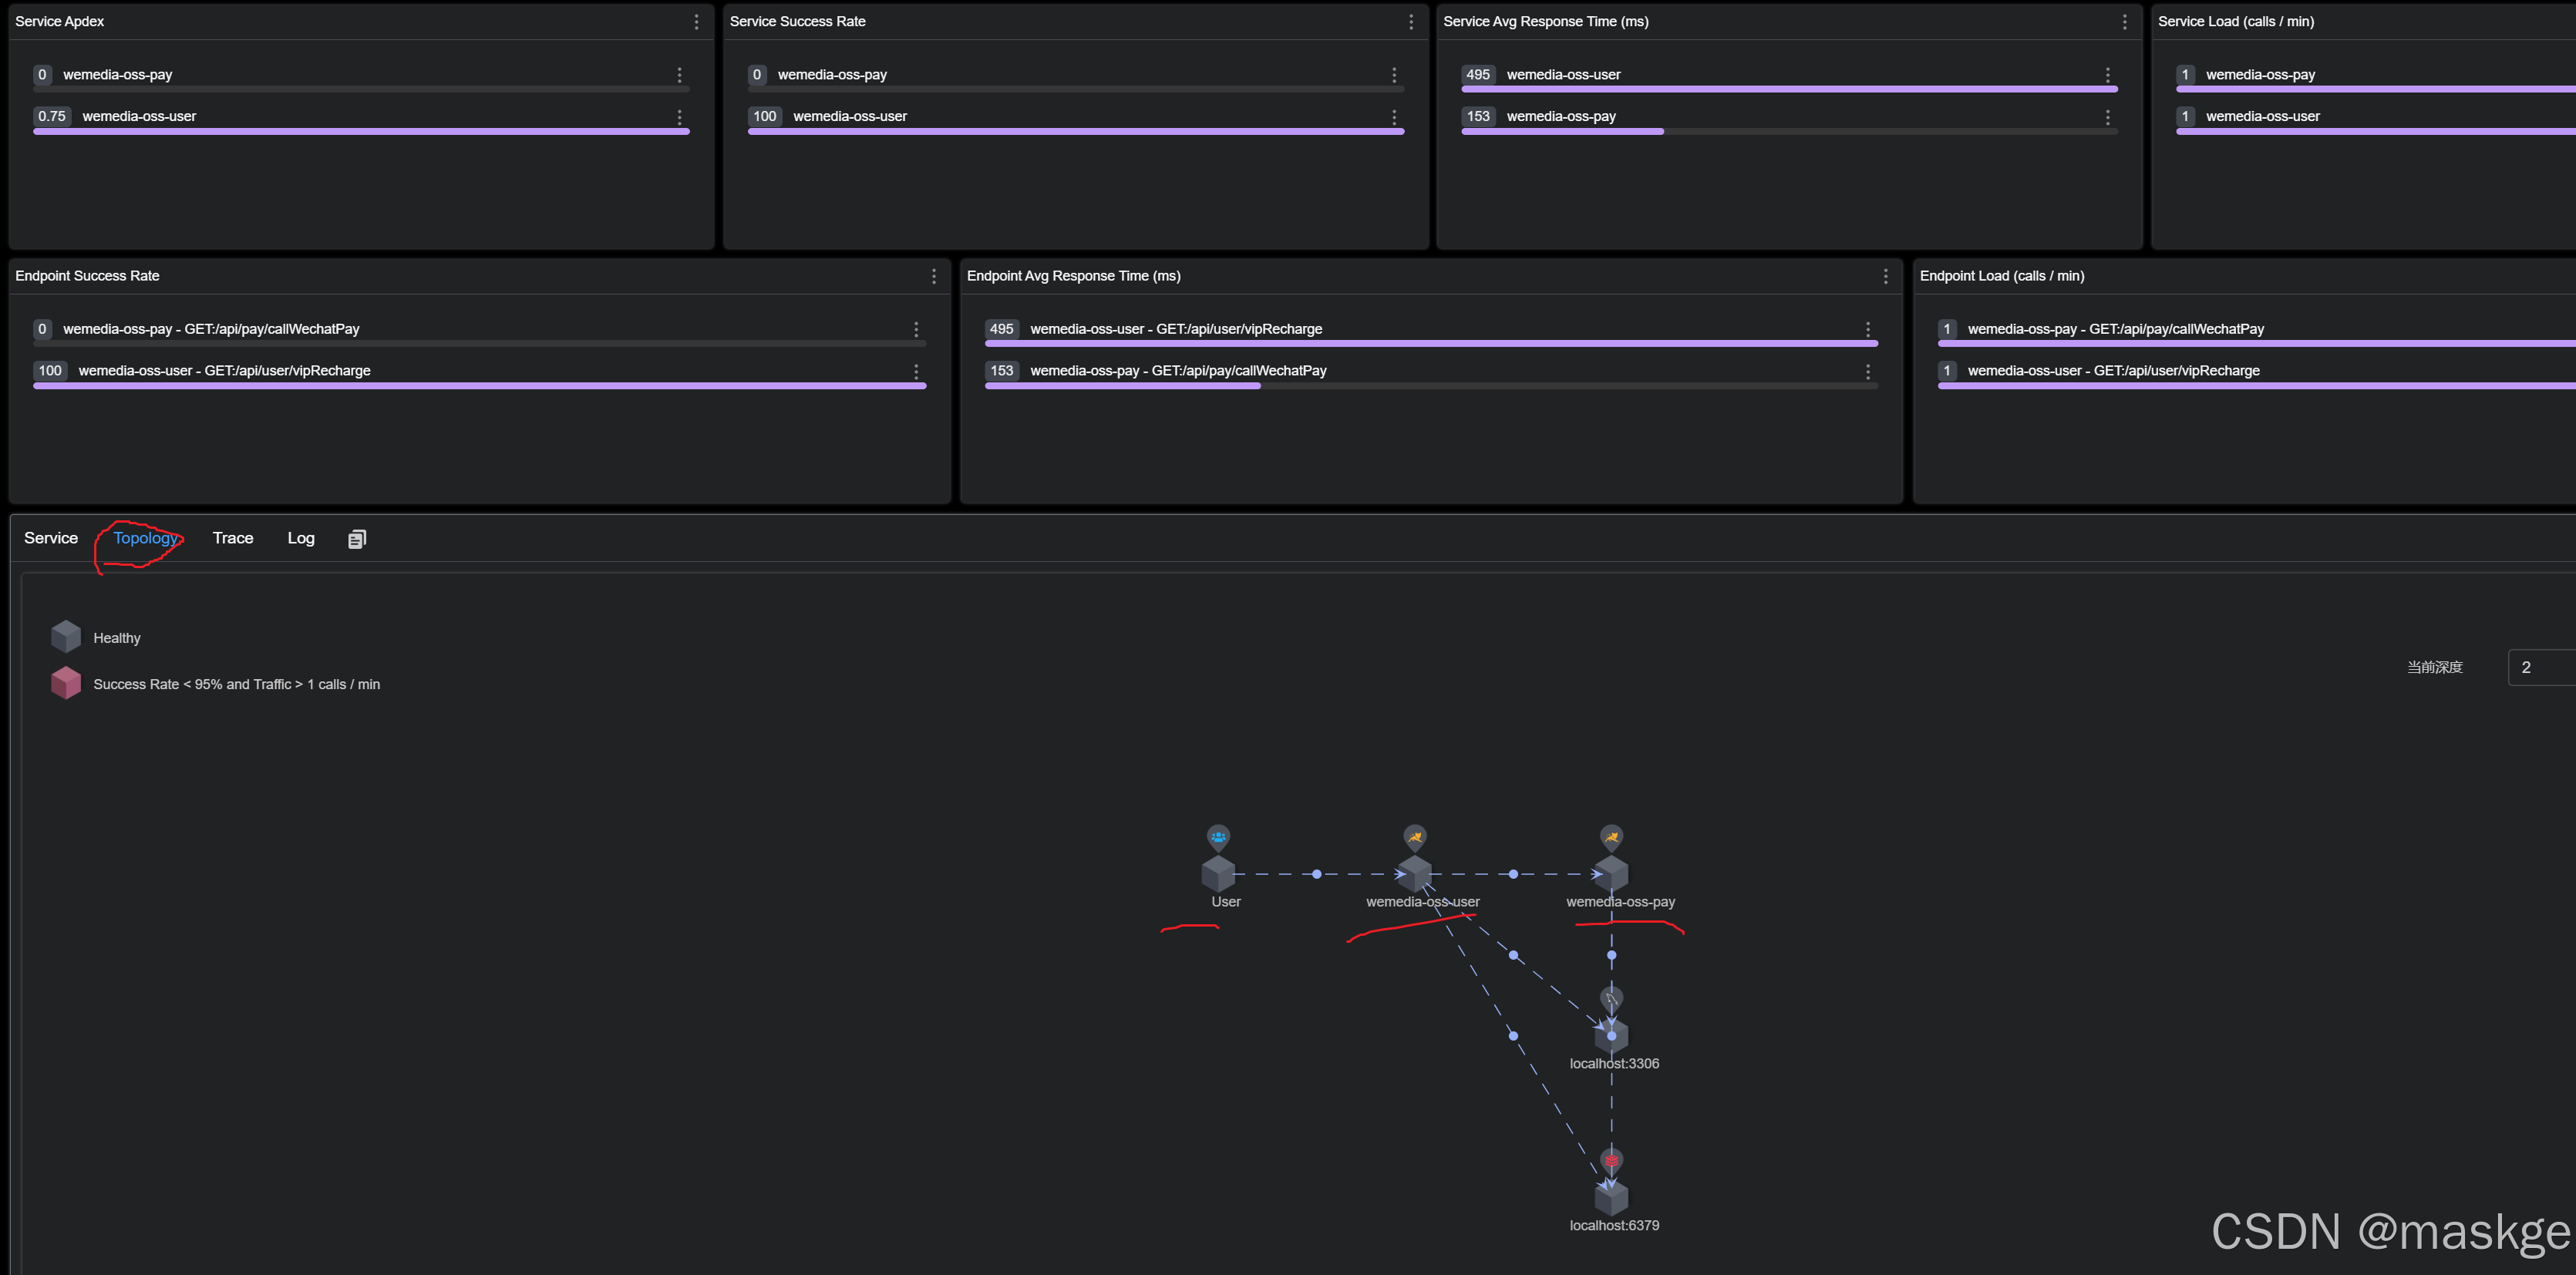 Service Apdex
0 wemedia-oss-pay
0.75 wemedia-oss-user
Service Success Rate
0 wemedia-oss-pay
100 wemedia-oss-user
Service Avg Response Time (ms)
495 wemedia-oss-user
153 wemedia-oss-pay
Service Load (calls / min)
1 wemedia-oss-pay
1 wemedia-oss-user
Endpoint Success Rate
0 wemedia-oss-pay - GET:/api/pay/callWechatPay
100 wemedia-oss-user - GET:/api/user/vipRecharge
Endpoint Avg Response Time (ms)
495 wemedia-oss-user - GET:/api/user/vipRecharge
153 wemedia-oss-pay - GET:/api/pay/callWechatPay
Endpoint Load (calls / min)
1 wemedia-oss-pay - GET:/api/pay/callWechatPay
1 wemedia-oss-user - GET:/api/user/vipRecharge
Service Topology Trace Log
Healthy
Success Rate < 95% and Traffic > 1 calls / min
当前深度 2
User
wemedia-oss-user
wemedia-oss-pay
localhost:3306
localhost:6379
CSDN @maskge